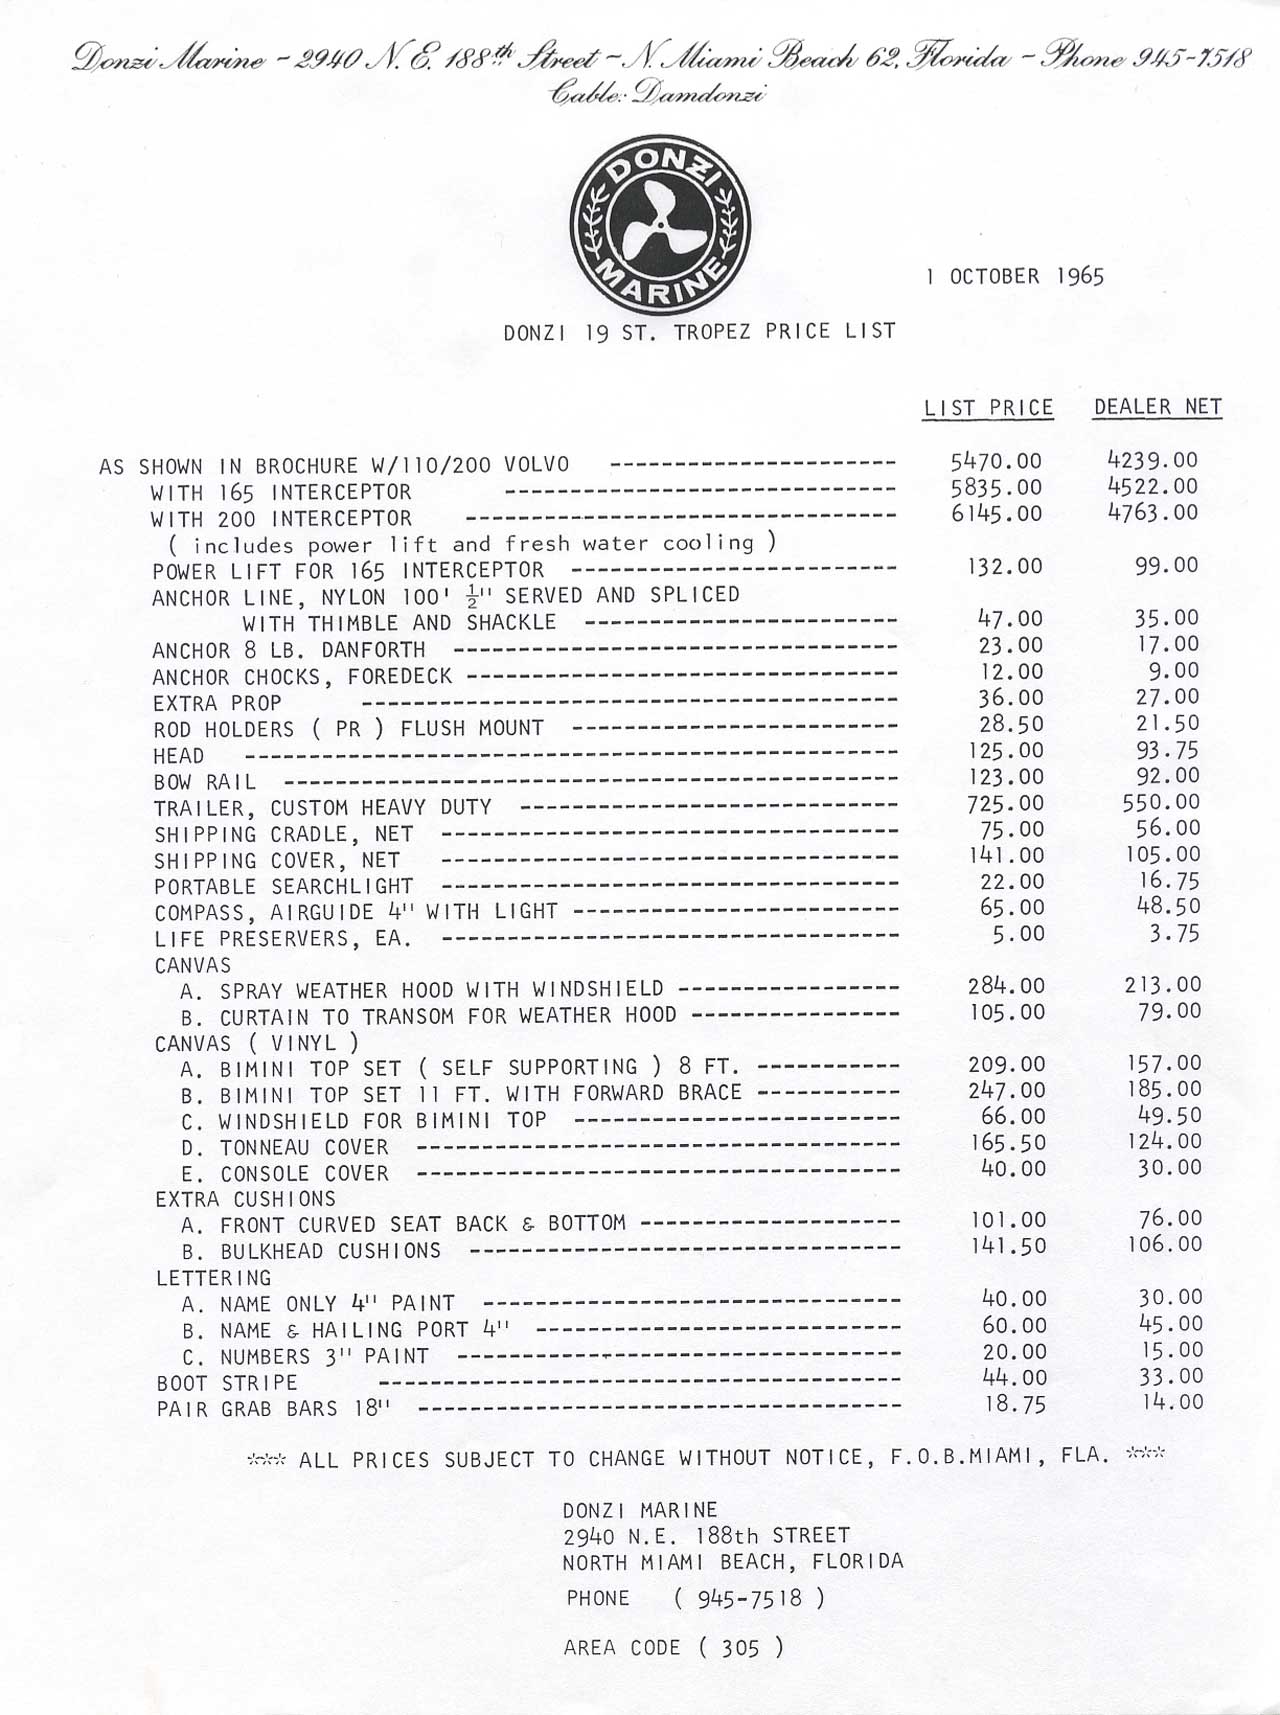 Donzi Marine - 2940 N.E. 188th Street - N. Miami Beach 62, Florida - Phone 945-7518
Cable: Damdonzi
DONZI MARINE
1 OCTOBER 1965
DONZI 19 ST. TROPEZ PRICE LIST
LIST PRICE DEALER NET
AS SHOWN IN BROCHURE W/110/200 VOLVO ---------------------- 5470.00 4239.00
WITH 165 INTERCEPTOR ------------------------------ 5835.00 4522.00
WITH 200 INTERCEPTOR --------------------------------- 6145.00 4763.00
( includes power lift and fresh water cooling )
POWER LIFT FOR 165 INTERCEPTOR ------------------------- 132.00 99.00
ANCHOR LINE, NYLON 100' ½" SERVED AND SPLICED
WITH THIMBLE AND SHACKLE ------------------------ 47.00 35.00
ANCHOR 8 LB. DANFORTH ---------------------------------- 23.00 17.00
ANCHOR CHOCKS, FOREDECK --------------------------------- 12.00 9.00
EXTRA PROP ----------------------------------------- 36.00 27.00
ROD HOLDERS ( PR ) FLUSH MOUNT ------------------------- 28.50 21.50
HEAD -------------------------------------------------- 125.00 93.75
BOW RAIL ----------------------------------------------- 123.00 92.00
TRAILER, CUSTOM HEAVY DUTY ----------------------------- 725.00 550.00
SHIPPING CRADLE, NET ----------------------------------- 75.00 56.00
SHIPPING COVER, NET ----------------------------------- 141.00 105.00
PORTABLE SEARCHLIGHT ----------------------------------- 22.00 16.75
COMPASS, AIRGUIDE 4" WITH LIGHT ------------------------- 65.00 48.50
LIFE PRESERVERS, EA. ----------------------------------- 5.00 3.75
CANVAS
A. SPRAY WEATHER HOOD WITH WINDSHIELD ----------------- 284.00 213.00
B. CURTAIN TO TRANSOM FOR WEATHER HOOD ---------------- 105.00 79.00
CANVAS ( VINYL )
A. BIMINI TOP SET ( SELF SUPPORTING ) 8 FT. ----------- 209.00 157.00
B. BIMINI TOP SET 11 FT. WITH FORWARD BRACE ----------- 247.00 185.00
C. WINDSHIELD FOR BIMINI TOP ------------------------- 66.00 49.50
D. TONNEAU COVER ------------------------------------- 165.50 124.00
E. CONSOLE COVER ------------------------------------- 40.00 30.00
EXTRA CUSHIONS
A. FRONT CURVED SEAT BACK & BOTTOM -------------------- 101.00 76.00
B. BULKHEAD CUSHIONS --------------------------------- 141.50 106.00
LETTERING
A. NAME ONLY 4" PAINT -------------------------------- 40.00 30.00
B. NAME & HAILING PORT 4" ---------------------------- 60.00 45.00
C. NUMBERS 3" PAINT ---------------------------------- 20.00 15.00
BOOT STRIPE ---------------------------------------- 44.00 33.00
PAIR GRAB BARS 18" ------------------------------------- 18.75 14.00
*** ALL PRICES SUBJECT TO CHANGE WITHOUT NOTICE, F.O.B.MIAMI, FLA. ***
DONZI MARINE
2940 N.E. 188th STREET
NORTH MIAMI BEACH, FLORIDA
PHONE ( 945-7518 )
AREA CODE ( 305 )